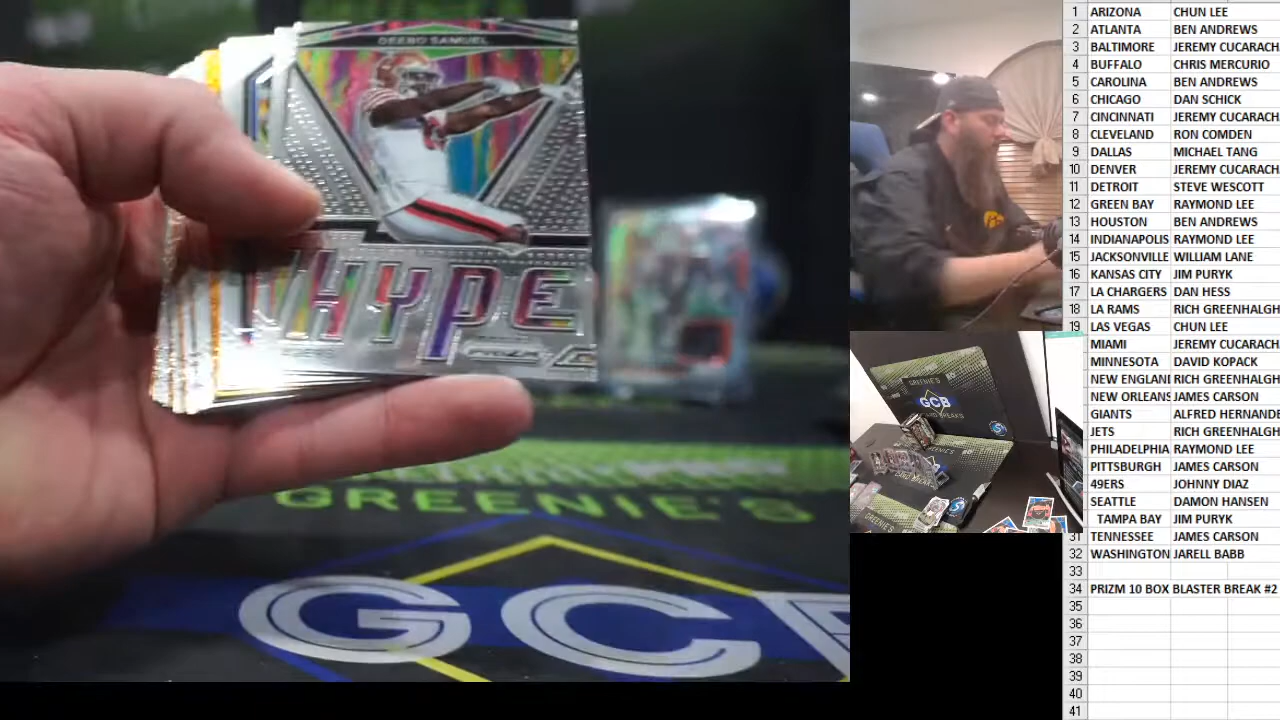 DEEBO SAMUEL
HYPE
PRIZM
GREENIE'S
GCB
GREENIE'S
GCB
CARD BREAKS
GREENIE'S
1 ARIZONA CHUN LEE
2 ATLANTA BEN ANDREWS
3 BALTIMORE JEREMY CUCARACH
4 BUFFALO CHRIS MERCURIO
5 CAROLINA BEN ANDREWS
6 CHICAGO DAN SCHICK
7 CINCINNATI JEREMY CUCARACH
8 CLEVELAND RON COMDEN
9 DALLAS MICHAEL TANG
10 DENVER JEREMY CUCARACH
11 DETROIT STEVE WESCOTT
12 GREEN BAY RAYMOND LEE
13 HOUSTON BEN ANDREWS
14 INDIANAPOLIS RAYMOND LEE
15 JACKSONVILLE WILLIAM LANE
16 KANSAS CITY JIM PURYK
17 LA CHARGERS DAN HESS
18 LA RAMS RICH GREENHALGH
19 LAS VEGAS CHUN LEE
MIAMI JEREMY CUCARACH
MINNESOTA DAVID KOPACK
NEW ENGLAND RICH GREENHALGH
NEW ORLEANS JAMES CARSON
GIANTS ALFRED HERNANDE
JETS RICH GREENHALGH
PHILADELPHIA RAYMOND LEE
PITTSBURGH JAMES CARSON
49ERS JOHNNY DIAZ
SEATTLE DAMON HANSEN
TAMPA BAY JIM PURYK
31 TENNESSEE JAMES CARSON
32 WASHINGTON JARELL BABB
33
34 PRIZM 10 BOX BLASTER BREAK #2
35
36
37
38
39
40
41